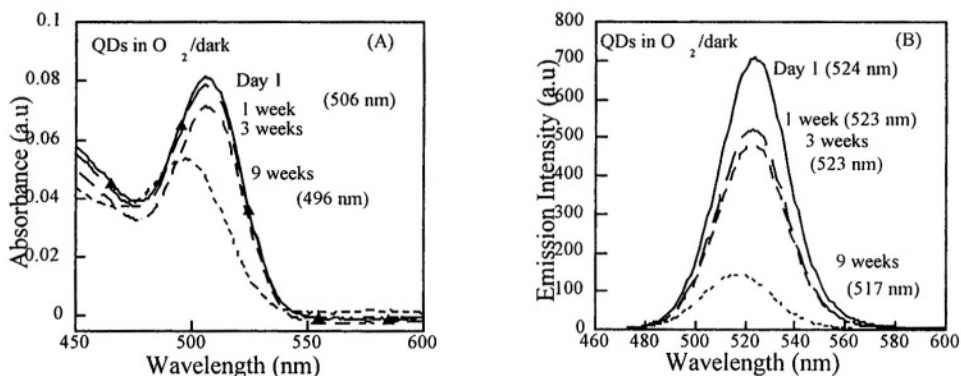 QDs in O 2/dark
(A)
Day 1
(506 nm)
1 week
3 weeks
9 weeks
(496 nm)
0.1
0.08
0.06
0.04
0.02
0
450
500
550
600
Absorbance (a.u)
Wavelength (nm)
QDs in O 2/dark
(B)
Day 1 (524 nm)
1 week (523 nm)
3 weeks
(523 nm)
9 weeks
(517 nm)
800
700
600
500
400
300
200
100
0
460
480
500
520
540
560
580
600
Emission Intensity (a.u)
Wavelength (nm)